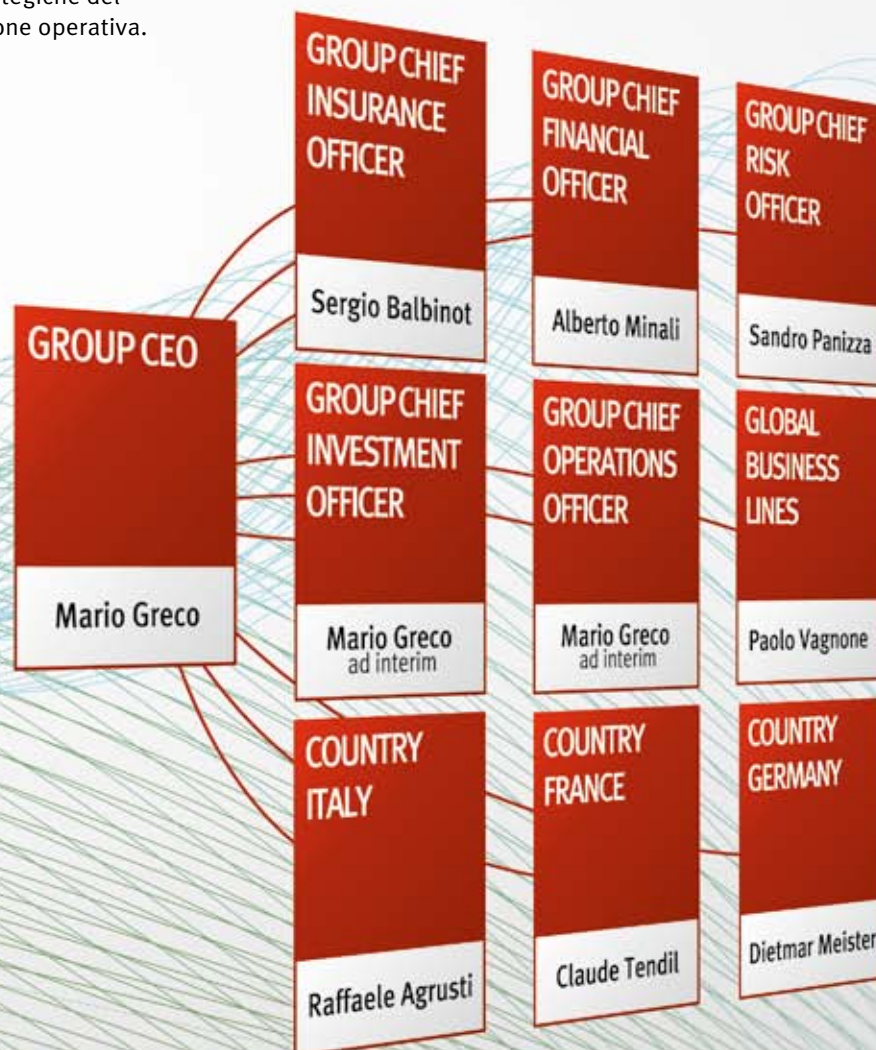 one operativa.
GROUP CEO
Mario Greco
GROUP CHIEF
INSURANCE
OFFICER
Sergio Balbinot
GROUP CHIEF
FINANCIAL
OFFICER
Alberto Minali
GROUP CHIEF
RISK
OFFICER
Sandro Panizza
GROUP CHIEF
INVESTMENT
OFFICER
Mario Greco
ad interim
GROUP CHIEF
OPERATIONS
OFFICER
Mario Greco
ad interim
GLOBAL
BUSINESS
LINES
Paolo Vagnone
COUNTRY
ITALY
Raffaele Agrusti
COUNTRY
FRANCE
Claude Tendil
COUNTRY
GERMANY
Dietmar Meister